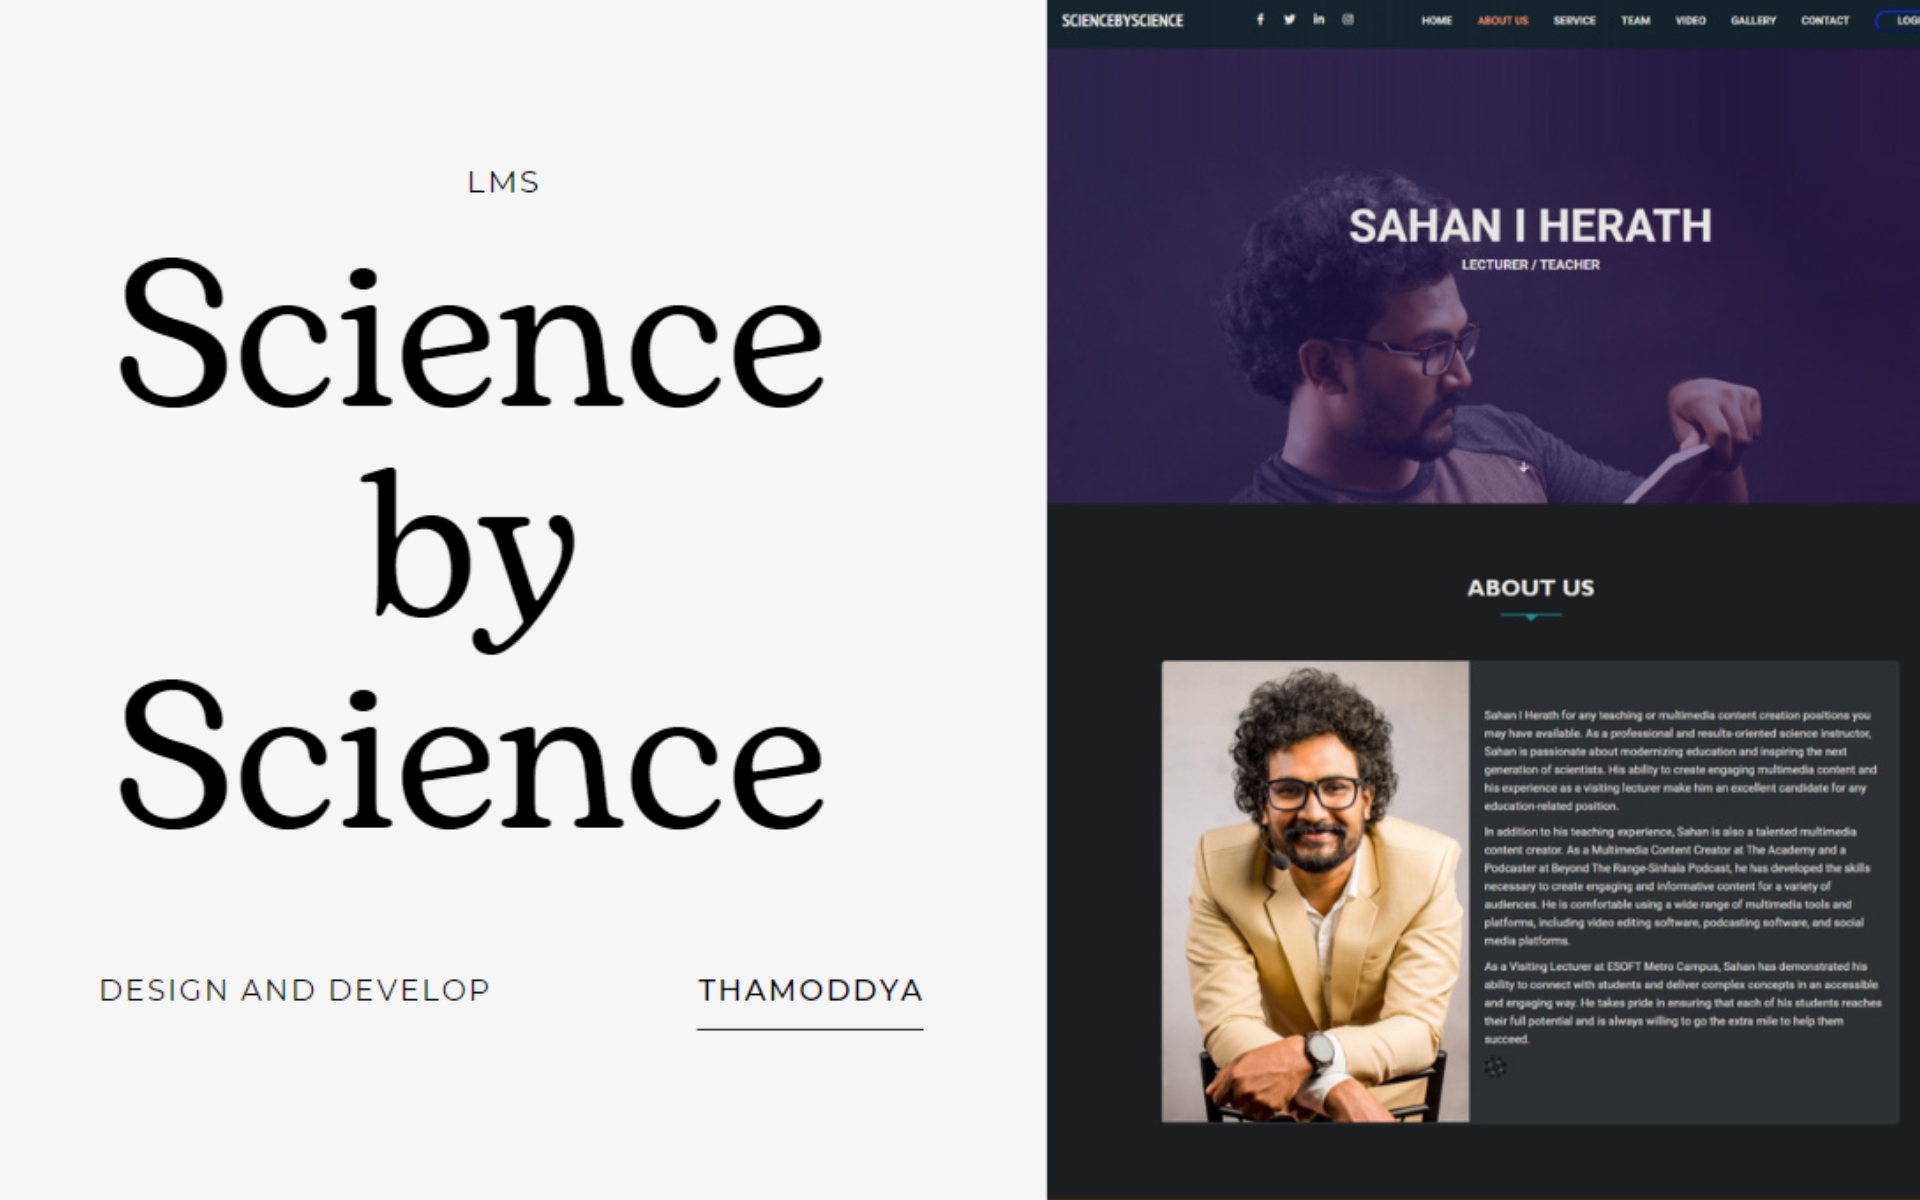 LMS
Science
by
Science
DESIGN AND DEVELOP
THAMODDYA
SCIENCEBYSCIENCE
HOME ABOUT US SERVICE TEAM VIDEO GALLERY CONTACT
SAHAN I HERATH
LECTURER / TEACHER
ABOUT US
Sahan I Herath for any teaching or multimedia content creation positions you
may have available. As a professional and results-oriented science instructor,
Sahan is passionate about modernizing education and inspiring the next
generation of scientists. His ability to create engaging multimedia content and
his experience as a visiting lecturer make him an excellent candidate for any
education-related position.
In addition to his teaching experience, Sahan is also a talented multimedia
content creator. As a Multimedia Content Creator at The Academy and a
Podcaster at Beyond The Range-Sinhala Podcast, he has developed the skills
necessary to create engaging and informative content for a variety of
audiences. He is comfortable using a wide range of multimedia tools and
platforms, including video editing software, podcasting software, and social
media platforms.
As a Visiting Lecturer at ESOFT Metro Campus, Sahan has demonstrated his
ability to connect with students and deliver complex concepts in an accessible
and engaging way. He takes pride in ensuring that each of his students reaches
their full potential and is always willing to go the extra mile to help them
succeed.